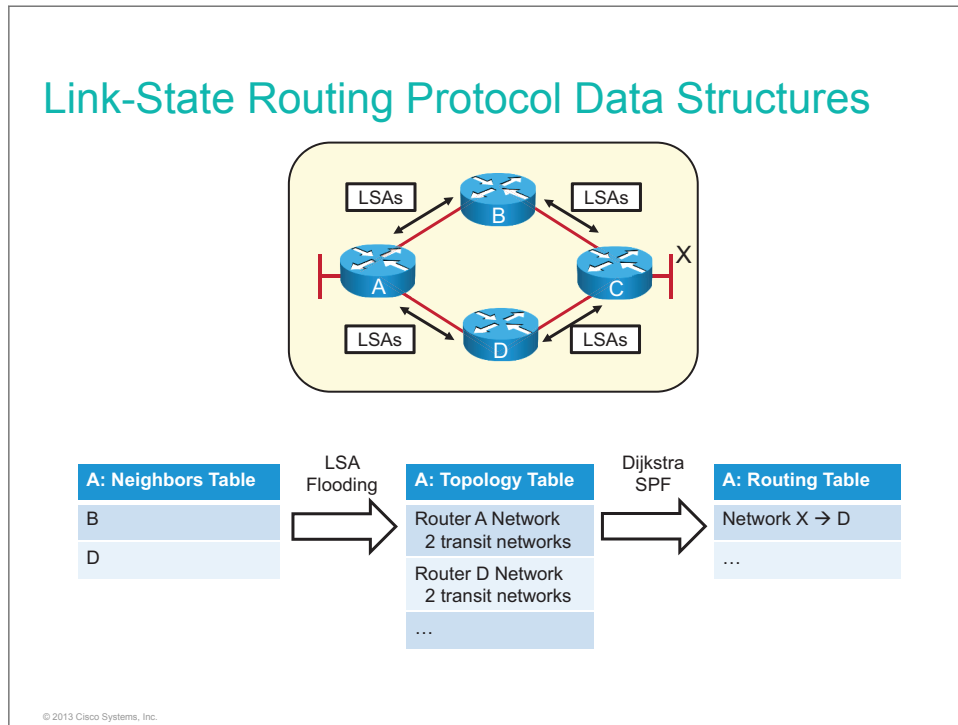 Link-State Routing Protocol Data Structures
LSAs
LSAs
B
A
C
X
LSAs
LSAs
D
A: Neighbors Table
B
D
LSA
Flooding
A: Topology Table
Router A Network
2 transit networks
Router D Network
2 transit networks
…
Dijkstra
SPF
A: Routing Table
Network X → D
…
© 2013 Cisco Systems, Inc.